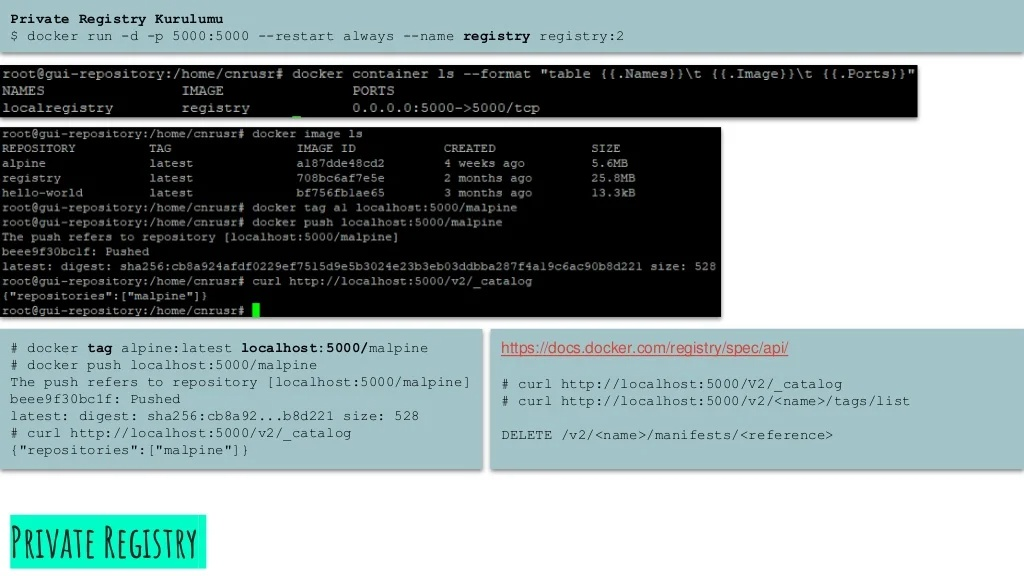 Private Registry Kurulumu
$ docker run -d -p 5000:5000 --restart always --name registry registry:2
root@gui-repository:/home/cnrusr# docker container ls --format "table {{.Names}}\t {{.Image}}\t {{.Ports}}"
NAMES IMAGE PORTS
localregistry registry 0.0.0.0:5000->5000/tcp
root@gui-repository:/home/cnrusr# docker image ls
REPOSITORY TAG IMAGE ID CREATED SIZE
alpine latest a187dde48cd2 4 weeks ago 5.6MB
registry latest 708bc6af7e5e 2 months ago 25.8MB
hello-world latest bf756fb1ae65 3 months ago 13.3kB
root@gui-repository:/home/cnrusr# docker tag a1 localhost:5000/malpine
root@gui-repository:/home/cnrusr# docker push localhost:5000/malpine
The push refers to repository [localhost:5000/malpine]
beee9f30bc1f: Pushed
latest: digest: sha256:cb8a924afdf0229ef7515d9e5b3024e23b3eb03ddbba287f4a19c6ac90b8d221 size: 528
root@gui-repository:/home/cnrusr# curl http://localhost:5000/v2/_catalog
{"repositories":["malpine"]}
root@gui-repository:/home/cnrusr#
# docker tag alpine:latest localhost:5000/malpine
# docker push localhost:5000/malpine
The push refers to repository [localhost:5000/malpine]
beee9f30bc1f: Pushed
latest: digest: sha256:cb8a92...b8d221 size: 528
# curl http://localhost:5000/v2/_catalog
{"repositories":["malpine"]}
https://docs.docker.com/registry/spec/api/
# curl http://localhost:5000/V2/_catalog
# curl http://localhost:5000/v2/<name>/tags/list
DELETE /v2/<name>/manifests/<reference>
Private Registry